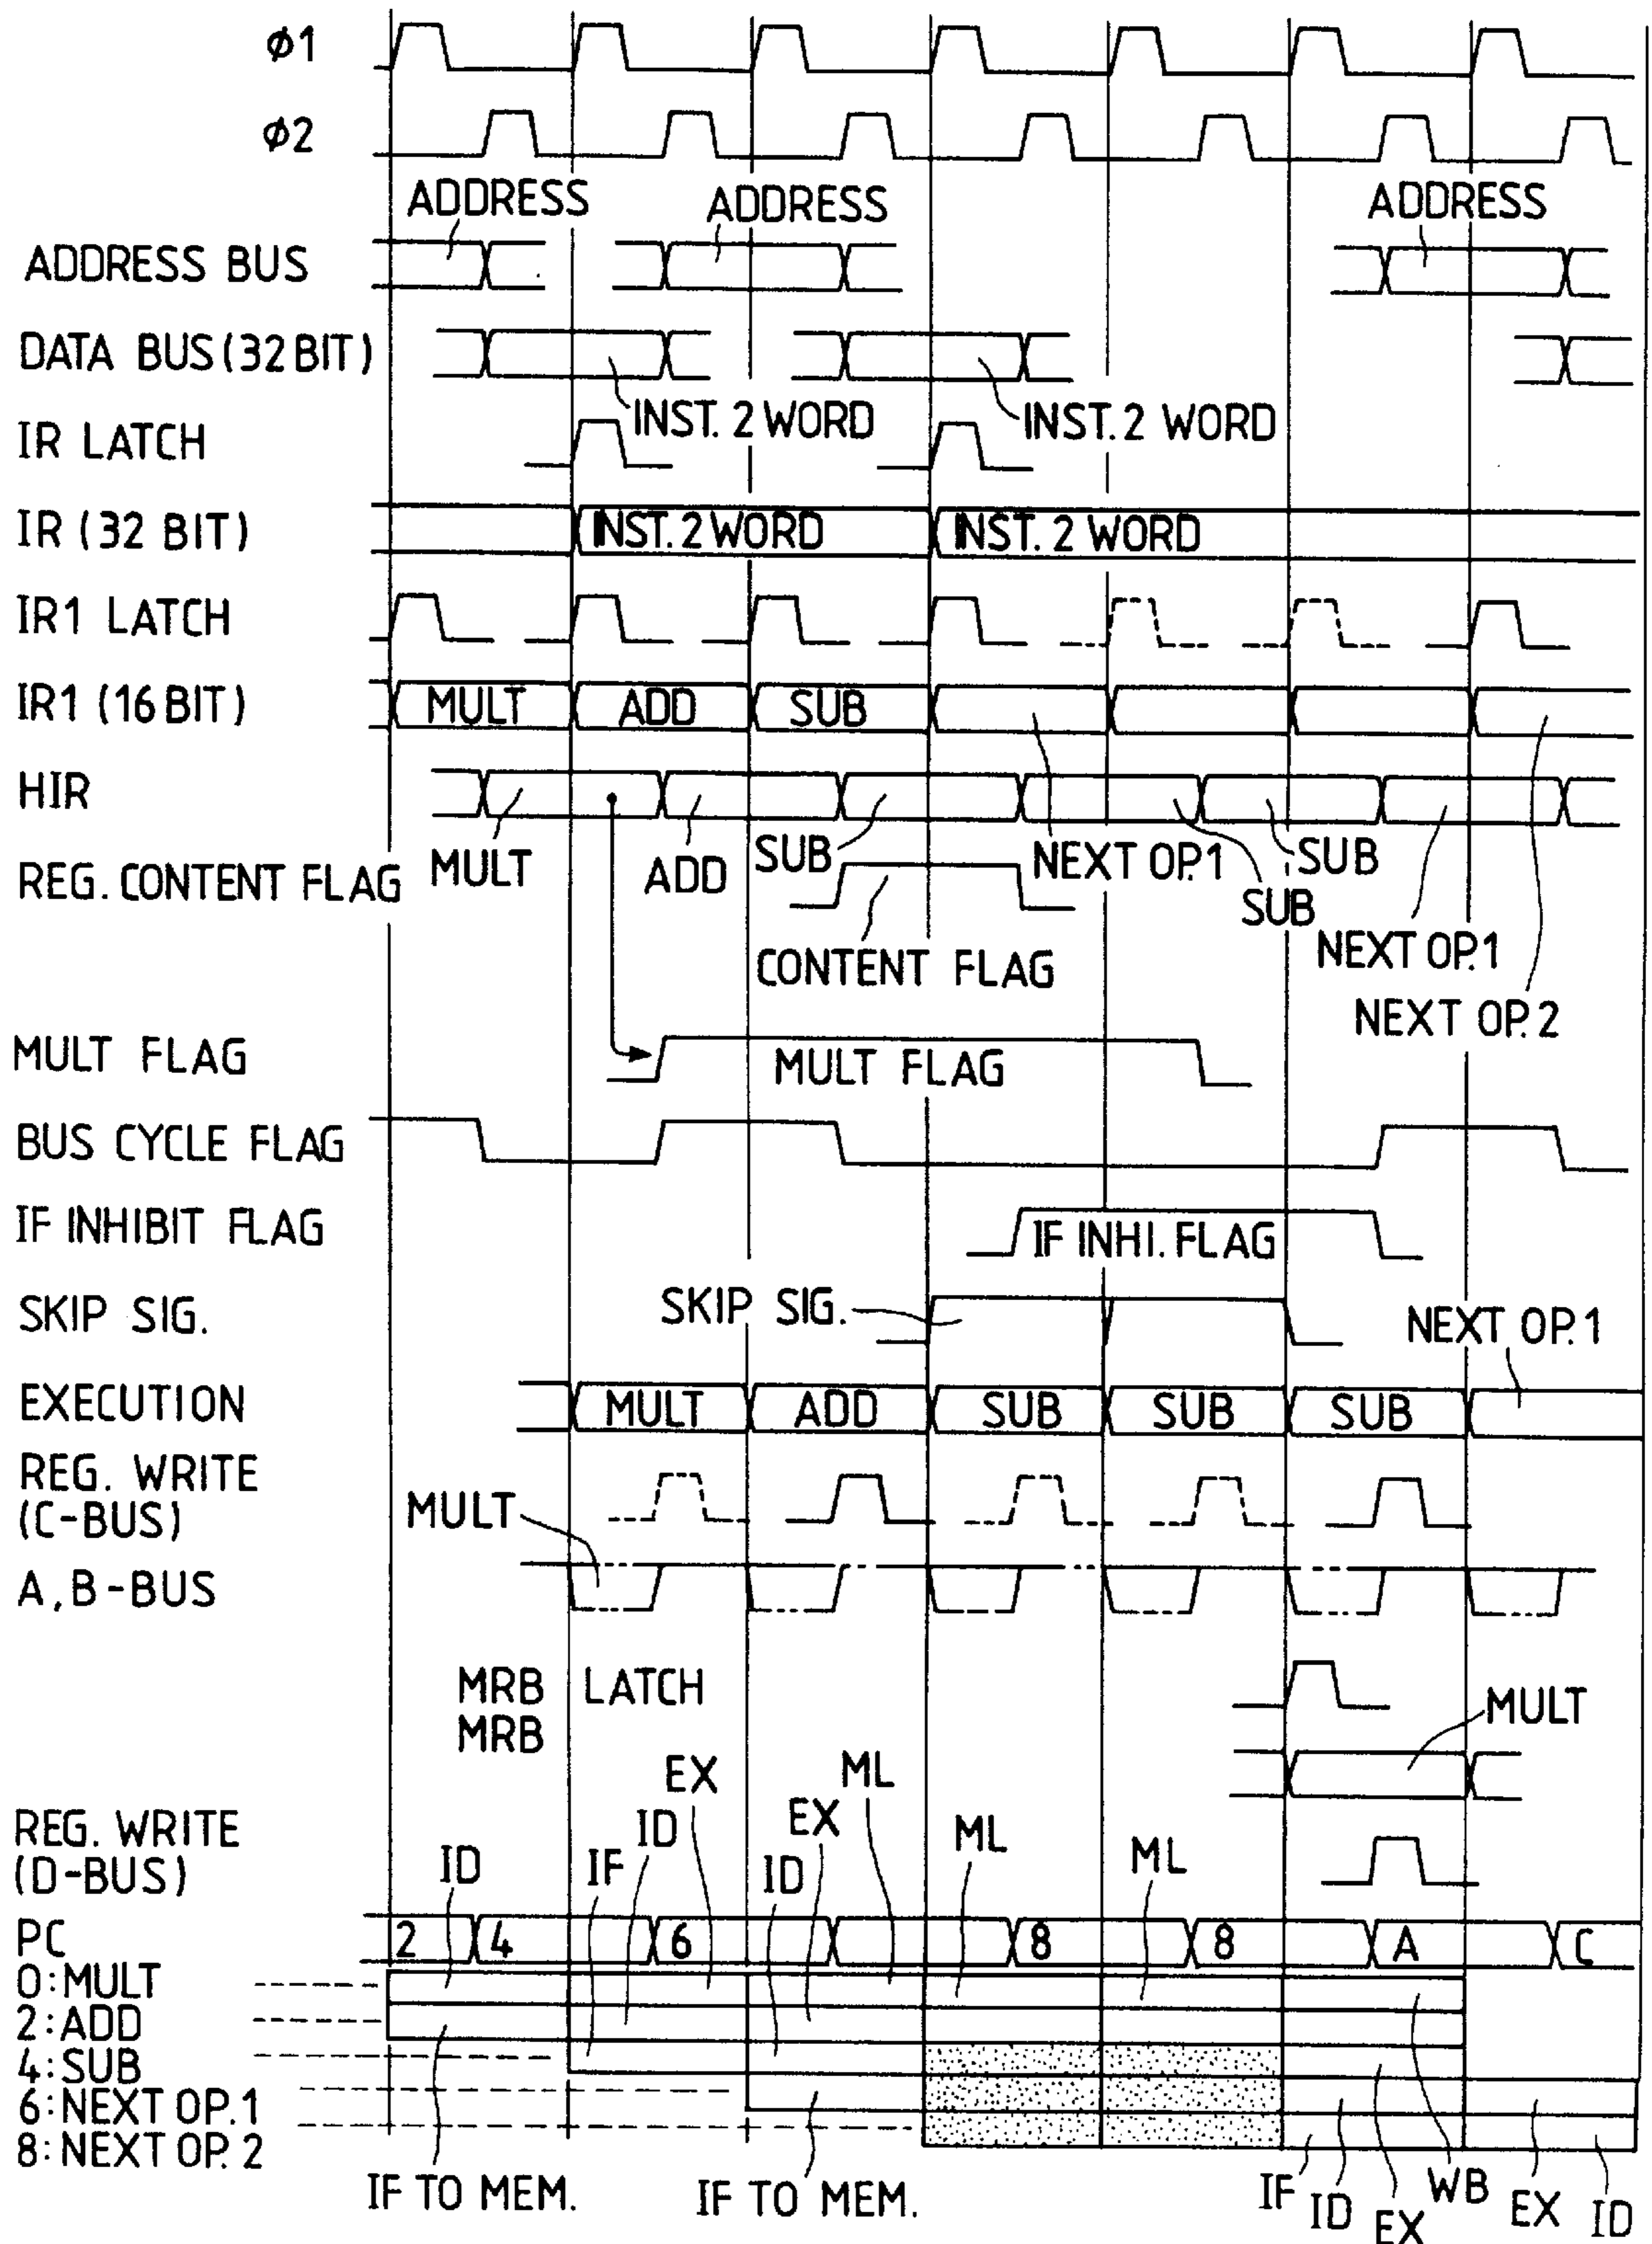 ø1
ø2
ADDRESS ADDRESS ADDRESS
ADDRESS BUS
DATA BUS (32 BIT)
INST. 2 WORD INST. 2 WORD
IR LATCH
IR (32 BIT) INST. 2 WORD INST. 2 WORD
IR1 LATCH
IR1 (16 BIT) MULT ADD SUB
HIR
MULT ADD SUB NEXT OP.1 SUB SUB
NEXT OP.1
NEXT OP. 2
REG. CONTENT FLAG
CONTENT FLAG
MULT FLAG MULT FLAG
BUS CYCLE FLAG
IF INHIBIT FLAG IF INHI. FLAG
SKIP SIG. SKIP SIG. NEXT OP.1
EXECUTION MULT ADD SUB SUB SUB
REG. WRITE
(C-BUS)
MULT
A, B-BUS
MRB LATCH
MRB MULT
REG. WRITE
(D-BUS)
ID IF ID EX ID EX ML ML ML
PC 2 4 6 8 8 A C
0: MULT
2: ADD
4: SUB
6: NEXT OP.1
8: NEXT OP. 2
IF TO MEM. IF TO MEM. IF ID EX WB EX ID